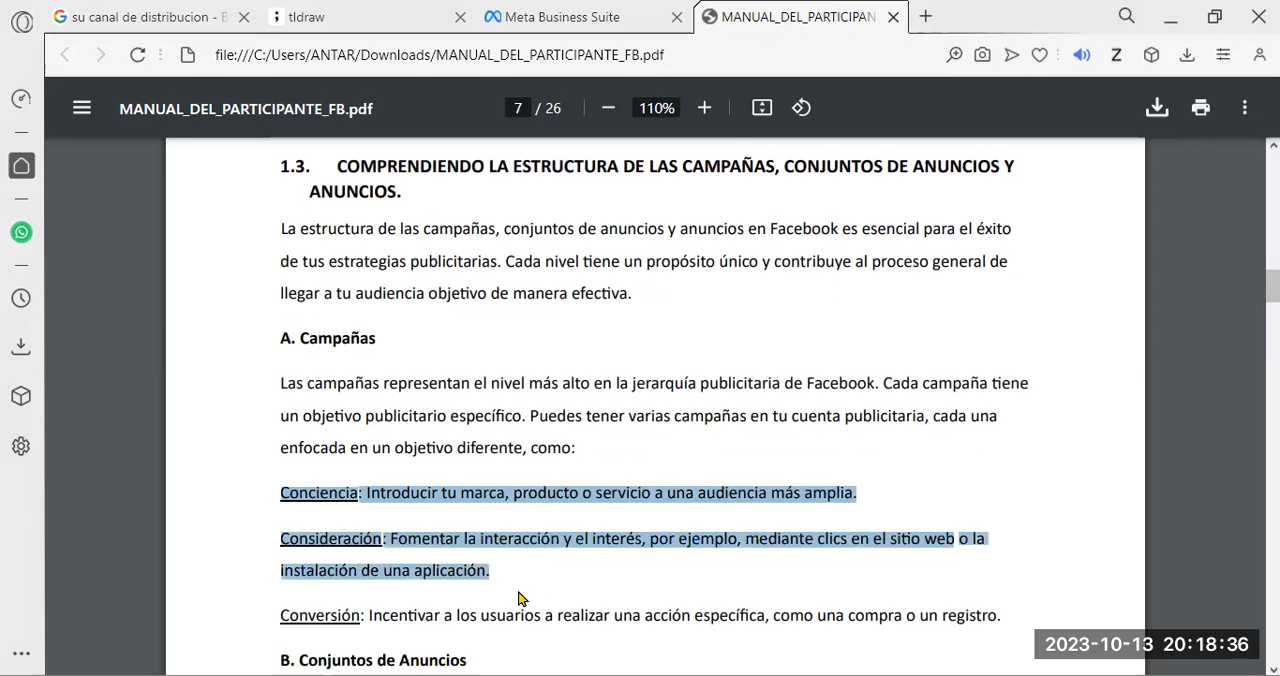 su canal de distribucion - B
tldraw
Meta Business Suite
MANUAL_DEL_PARTICIPAN
file:///C:/Users/ANTAR/Downloads/MANUAL_DEL_PARTICIPANTE_FB.pdf
Z
MANUAL_DEL_PARTICIPANTE_FB.pdf
7 / 26
110%
1.3. COMPRENDIENDO LA ESTRUCTURA DE LAS CAMPAÑAS, CONJUNTOS DE ANUNCIOS Y
ANUNCIOS.
La estructura de las campañas, conjuntos de anuncios y anuncios en Facebook es esencial para el éxito
de tus estrategias publicitarias. Cada nivel tiene un propósito único y contribuye al proceso general de
llegar a tu audiencia objetivo de manera efectiva.
A. Campañas
Las campañas representan el nivel más alto en la jerarquía publicitaria de Facebook. Cada campaña tiene
un objetivo publicitario específico. Puedes tener varias campañas en tu cuenta publicitaria, cada una
enfocada en un objetivo diferente, como:
Conciencia: Introducir tu marca, producto o servicio a una audiencia más amplia.
Consideración: Fomentar la interacción y el interés, por ejemplo, mediante clics en el sitio web o la
instalación de una aplicación.
Conversión: Incentivar a los usuarios a realizar una acción específica, como una compra o un registro.
B. Conjuntos de Anuncios
2023-10-13 20:18:36